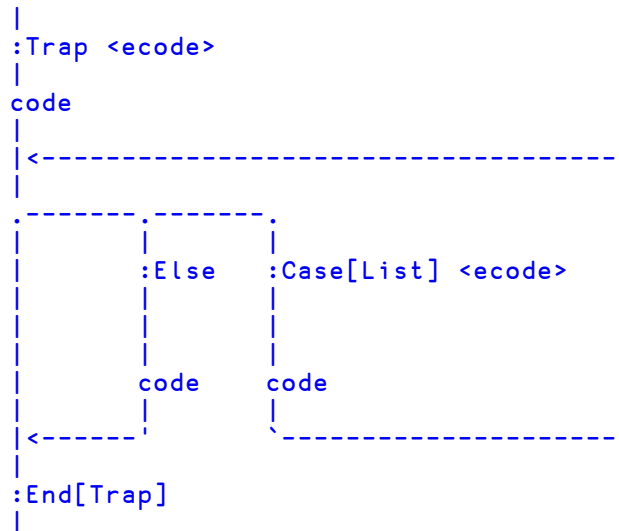 |
:Trap <ecode>
|
code
|
|<------------------------------------
|
.-------.-------.
|       |       |
|       :Else   :Case[List] <ecode>
|       |       |
|       |       |
|       |       |
|       code    code
|       |       |
|<------'       `---------------------
|
:End[Trap]
|